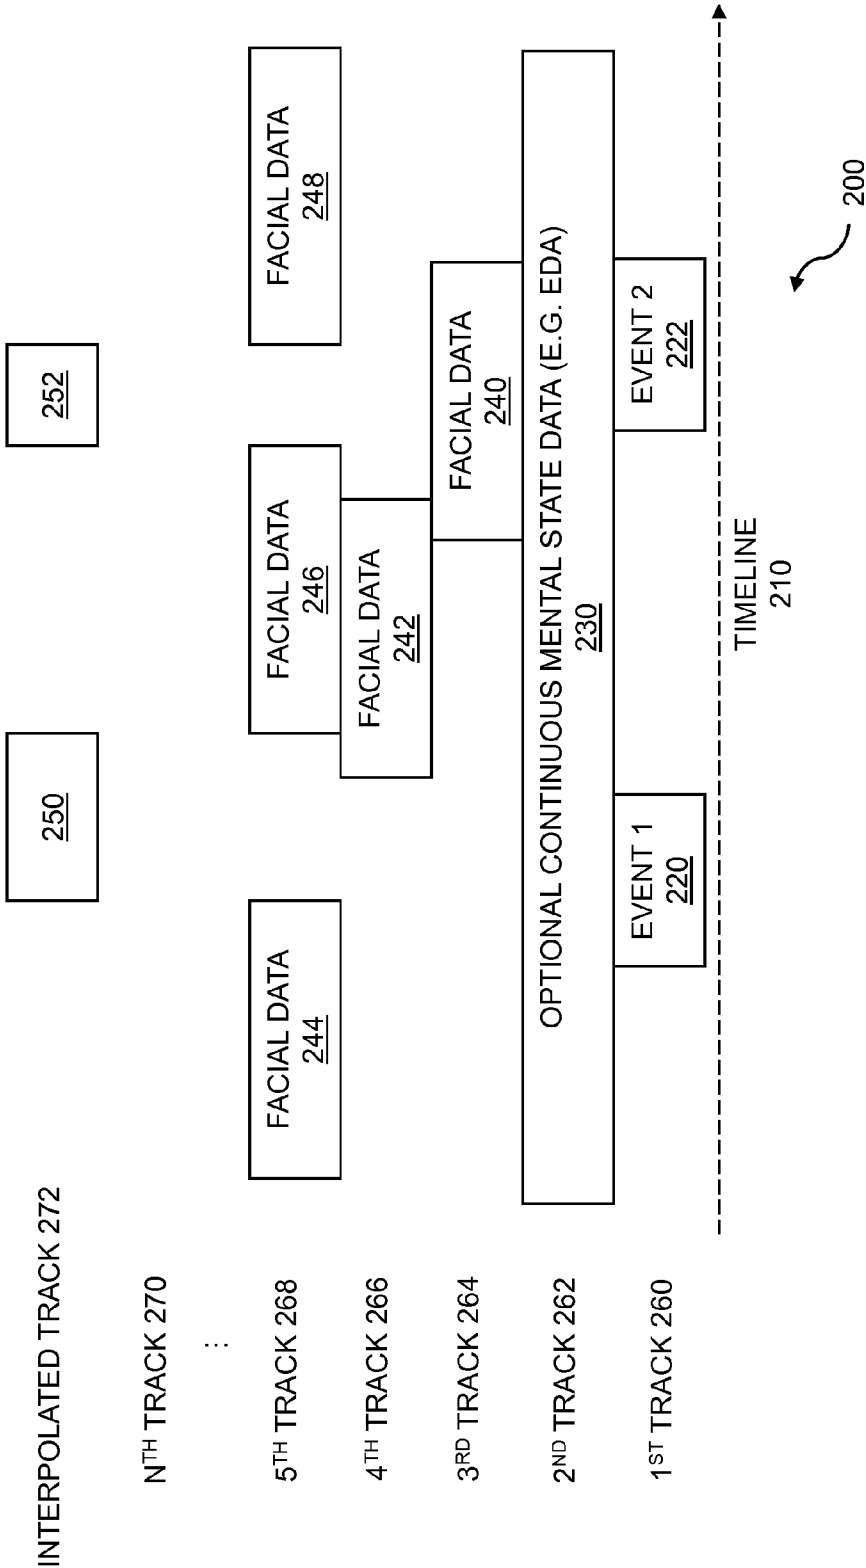 INTERPOLATED TRACK 272
250
252
NTH TRACK 270
...
5TH TRACK 268
FACIAL DATA
244
FACIAL DATA
246
FACIAL DATA
248
4TH TRACK 266
FACIAL DATA
242
3RD TRACK 264
FACIAL DATA
240
2ND TRACK 262
OPTIONAL CONTINUOUS MENTAL STATE DATA (E.G. EDA)
230
1ST TRACK 260
EVENT 1
220
EVENT 2
222
TIMELINE
210
200